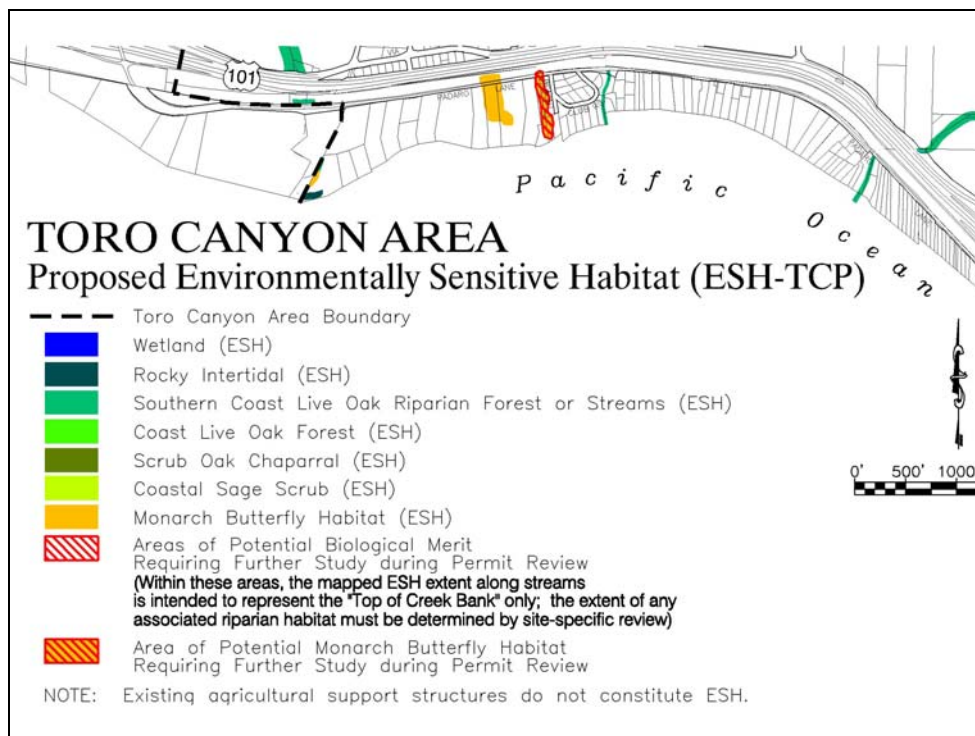 VIA
101
PADARO LANE
Pacific
Ocean
TORO CANYON AREA
Proposed Environmentally Sensitive Habitat (ESH-TCP)
Toro Canyon Area Boundary
Wetland (ESH)
Rocky Intertidal (ESH)
Southern Coast Live Oak Riparian Forest or Streams (ESH)
Coast Live Oak Forest (ESH)
Scrub Oak Chaparral (ESH)
Coastal Sage Scrub (ESH)
Monarch Butterfly Habitat (ESH)
Areas of Potential Biological Merit
Requiring Further Study during Permit Review
(Within these areas, the mapped ESH extent along streams
is intended to represent the "Top of Creek Bank" only; the extent of any
associated riparian habitat must be determined by site-specific review)
Area of Potential Monarch Butterfly Habitat
Requiring Further Study during Permit Review
NOTE: Existing agricultural support structures do not constitute ESH.
0' 500' 1000